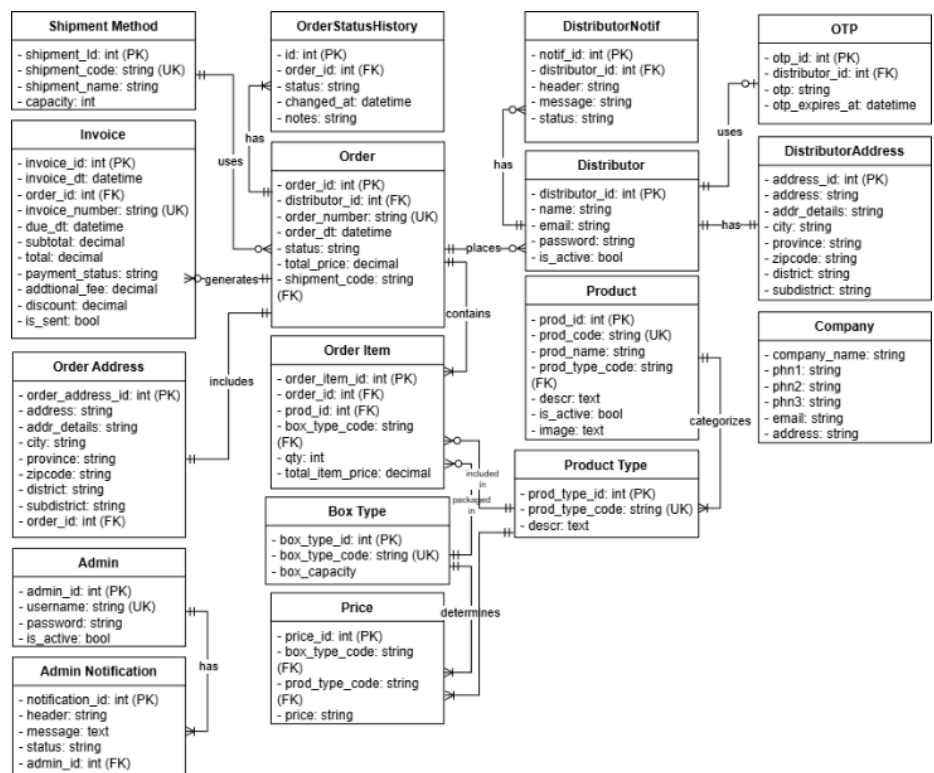 Shipment Method
- shipment_Id: int (PK)
- shipment_code: string (UK)
- shipment_name: string
- capacity: int
OrderStatusHistory
- id: int (PK)
- order_id: int (FK)
- status: string
- changed_at: datetime
- notes: string
DistributorNotif
- notif_id: int (PK)
- distributor_id: int (FK)
- header: string
- message: string
- status: string
OTP
- otp_id: int (PK)
- distributor_id: int (FK)
- otp: string
- otp_expires_at: datetime
has
uses
has
uses
Invoice
- invoice_id: int (PK)
- invoice_dt: datetime
- order_id: int (FK)
- invoice_number: string (UK)
- due_dt: datetime
- subtotal: decimal
- total: decimal
- payment_status: string
- addtional_fee: decimal
- discount: decimal
- is_sent: bool
generates
Order
- order_id: int (PK)
- distributor_id: int (FK)
- order_number: string (UK)
- order_dt: datetime
- status: string
- total_price: decimal
- shipment_code: string
(FK)
places
Distributor
- distributor_id: int (PK)
- name: string
- email: string
- password: string
- is_active: bool
has
DistributorAddress
- address_id: int (PK)
- address: string
- addr_details: string
- city: string
- province: string
- zipcode: string
- district: string
- subdistrict: string
contains
Product
- prod_id: int (PK)
- prod_code: string (UK)
- prod_name: string
- prod_type_code: string
(FK)
- descr: text
- is_active: bool
- image: text
categorizes
Company
- company_name: string
- phn1: string
- phn2: string
- phn3: string
- email: string
- address: string
Order Address
- order_address_id: int (PK)
- address: string
- addr_details: string
- city: string
- province: string
- zipcode: string
- district: string
- subdistrict: string
- order_id: int (FK)
includes
Order Item
- order_item_id: int (PK)
- order_id: int (FK)
- prod_id: int (FK)
- box_type_code: string
(FK)
- qty: int
- total_item_price: decimal
included
in
packaged
in
Product Type
- prod_type_id: int (PK)
- prod_type_code: string (UK)
- descr: text
Box Type
- box_type_id: int (PK)
- box_type_code: string (UK)
- box_capacity
determines
Admin
- admin_id: int (PK)
- username: string (UK)
- password: string
- is_active: bool
has
Price
- price_id: int (PK)
- box_type_code: string
(FK)
- prod_type_code: string
(FK)
- price: string
Admin Notification
- notification_id: int (PK)
- header: string
- message: text
- status: string
- admin_id: int (FK)